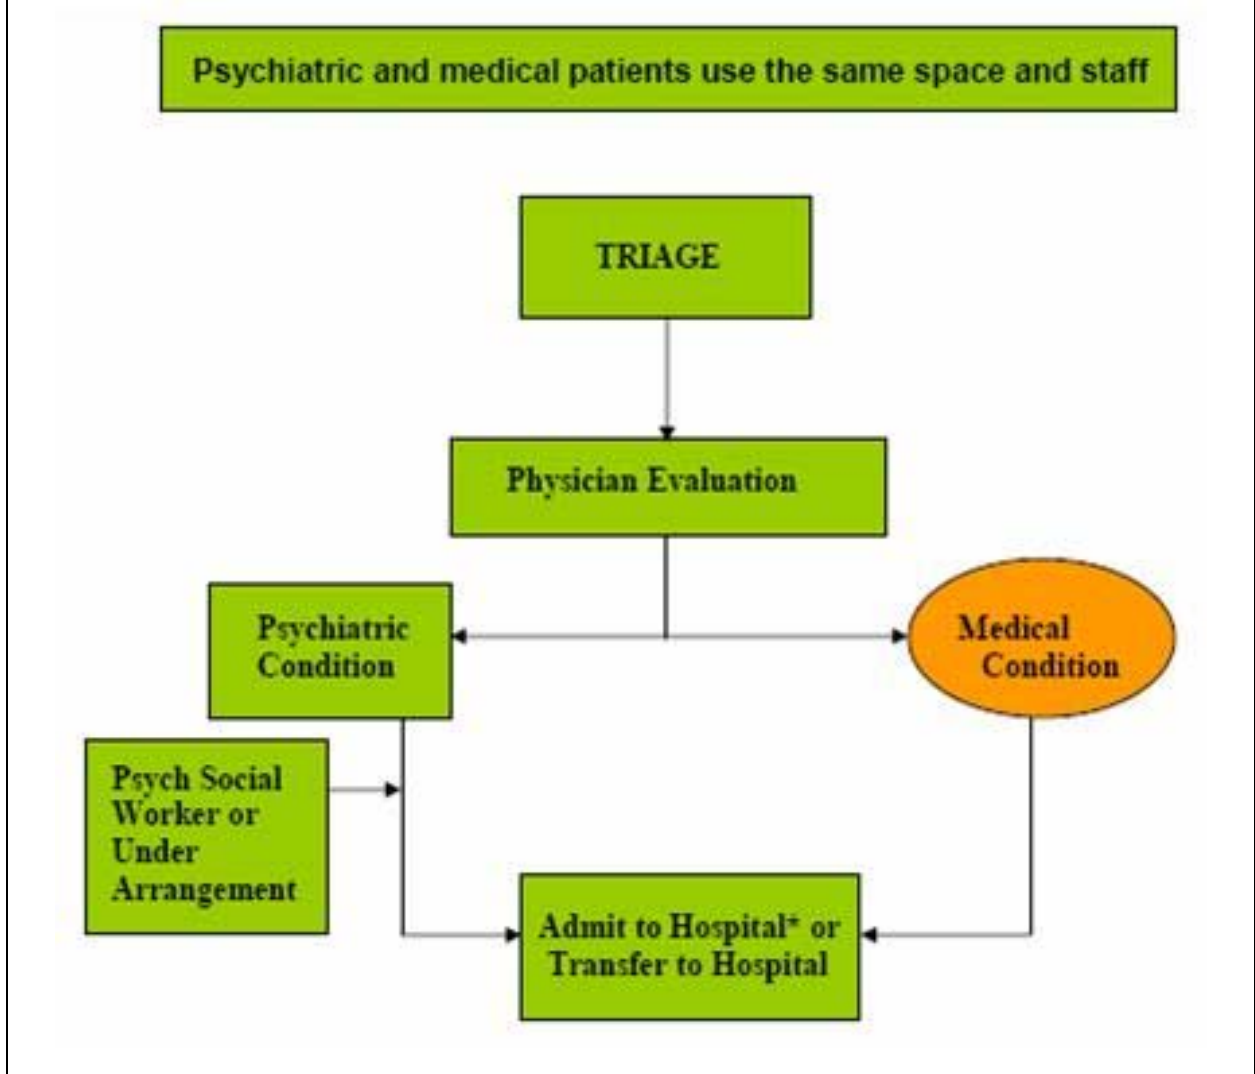 Psychiatric and medical patients use the same space and staff
TRIAGE
Physician Evaluation
Psychiatric
Condition
Medical
Condition
Psych Social
Worker or
Under
Arrangement
Admit to Hospital* or
Transfer to Hospital